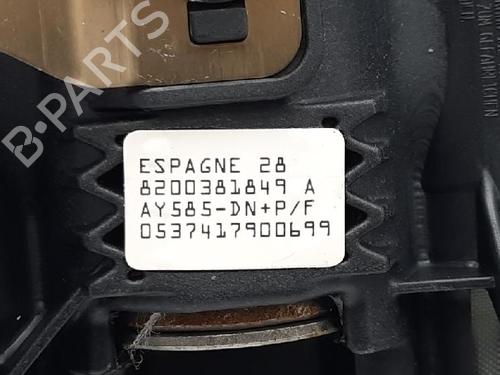 B-PARTS
ESPAGNE 28
8200381849 A
AY585-DN+P/F
0537417900699